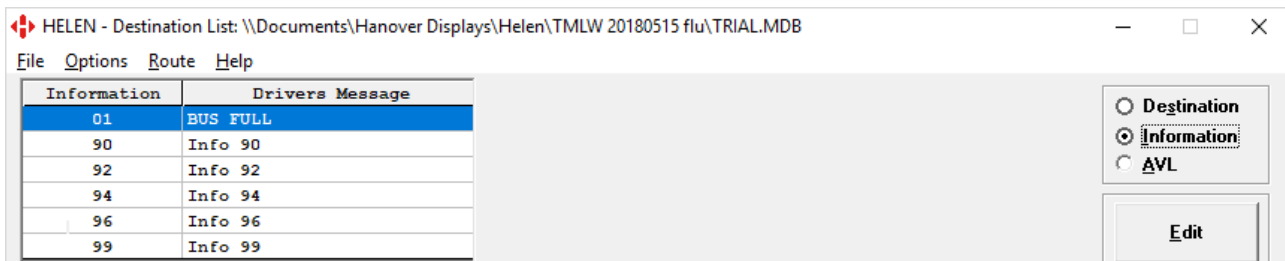 HELEN - Destination List: \\Documents\Hanover Displays\Helen\TMLW 20180515 flu\TRIAL.MDB
File Options Route Help
Information Drivers Message
01 BUS FULL
90 Info 90
92 Info 92
94 Info 94
96 Info 96
99 Info 99
Destination
Information
AVL
Edit